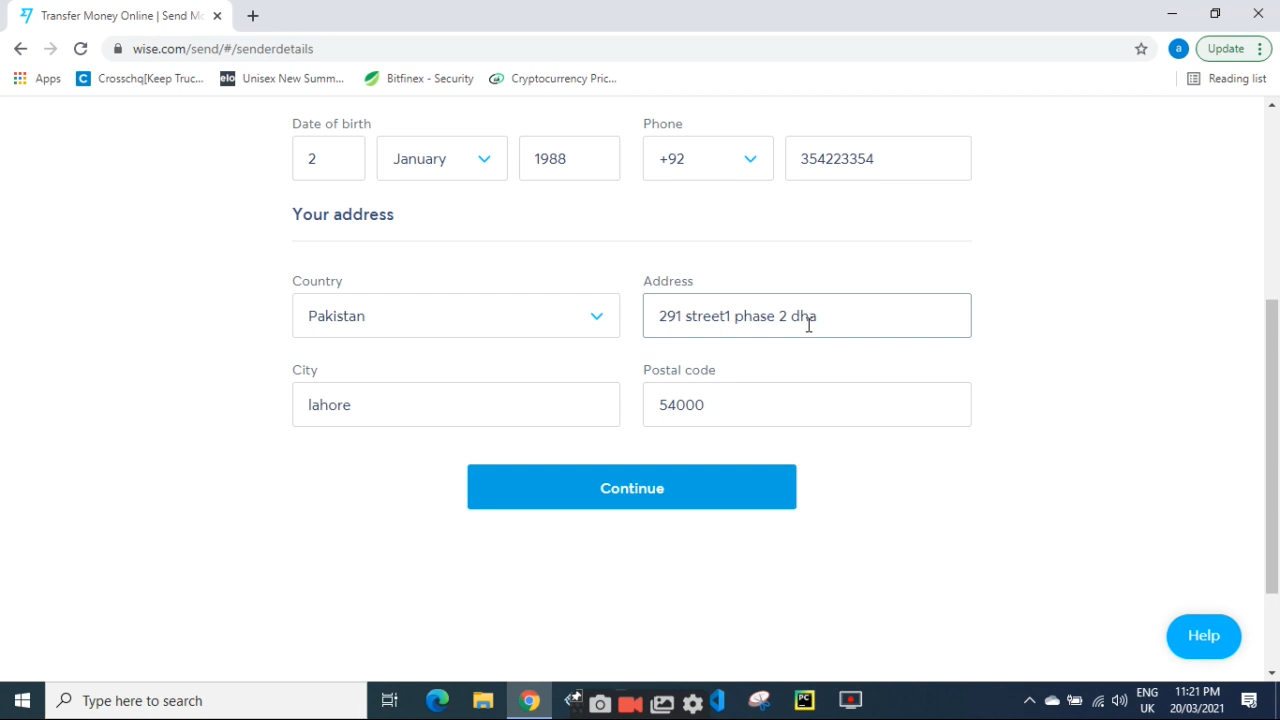 Transfer Money Online | Send Mo
wise.com/send/#/senderdetails
a
Update
Apps
Crosschq[Keep Truc...
elo
Unisex New Summ...
Bitfinex - Security
Cryptocurrency Pric...
Reading list
Date of birth
Phone
2
January
1988
+92
354223354
Your address
Country
Address
Pakistan
291 street1 phase 2 dha
City
Postal code
lahore
54000
Continue
Help
Type here to search
PC
ENG
UK
11:21 PM
20/03/2021